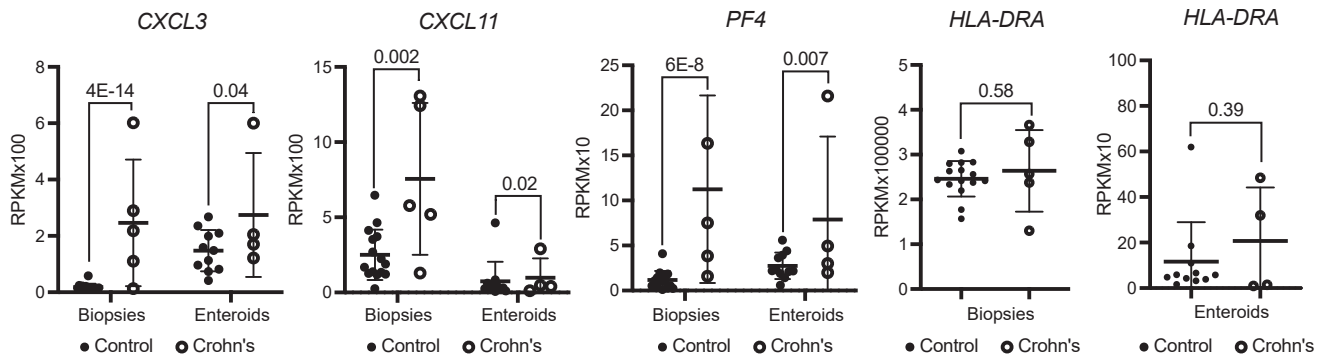 CXCL3
RPKMx100
8
6
4
2
0
4E-14
0.04
Biopsies Enteroids
Control Crohn's
CXCL11
RPKMx100
15
10
5
0
0.002
0.02
Biopsies Enteroids
Control Crohn's
PF4
RPKMx10
25
20
15
10
5
0
6E-8
0.007
Biopsies Enteroids
Control Crohn's
HLA-DRA
RPKMx100000
5
4
3
2
1
0
0.58
Biopsies
Control Crohn's
HLA-DRA
RPKMx10
100
80
60
40
20
0
0.39
Enteroids
Control Crohn's